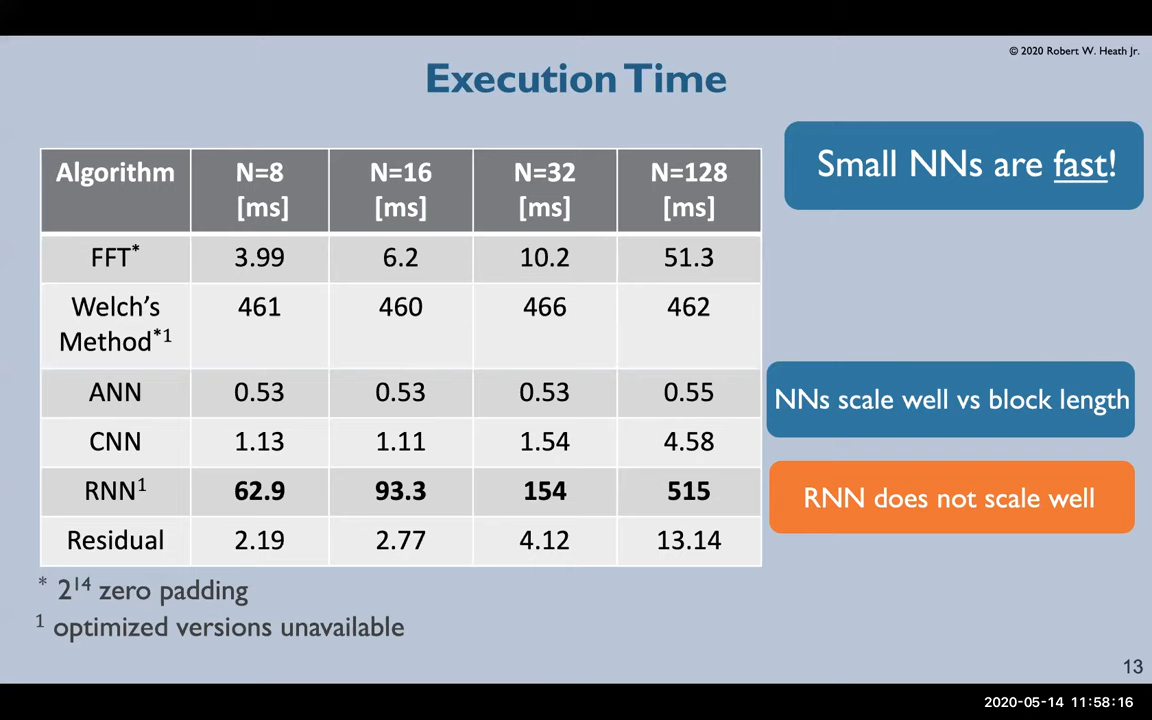 © 2020 Robert W. Heath Jr.
Execution Time
Small NNs are fast!
Algorithm N=8 N=16 N=32 N=128
[ms] [ms] [ms] [ms]
FFT* 3.99 6.2 10.2 51.3
Welch's 461 460 466 462
Method*1
ANN 0.53 0.53 0.53 0.55
NNs scale well vs block length
CNN 1.13 1.11 1.54 4.58
RNN1 62.9 93.3 154 515
RNN does not scale well
Residual 2.19 2.77 4.12 13.14
* 2^14 zero padding
1 optimized versions unavailable
13
2020-05-14 11:58:16